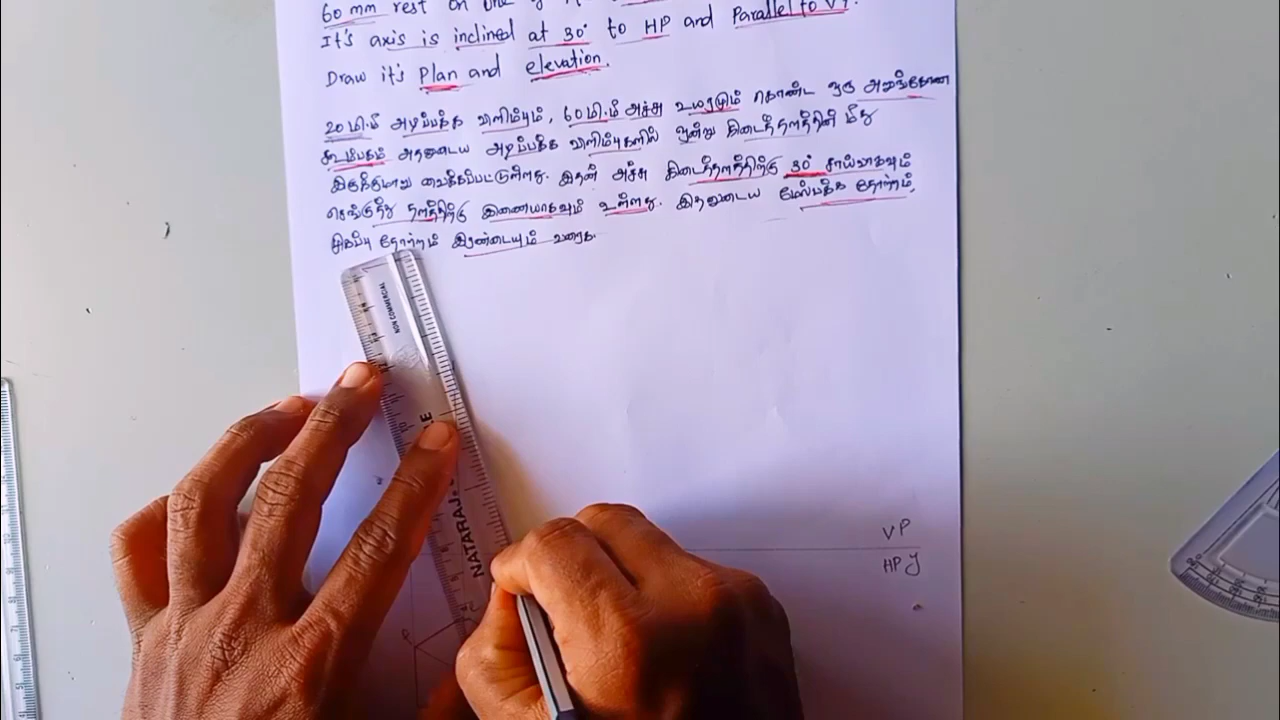 60 mm rest on one of
It's axis is inclined at 30° to HP and Parallel to VP.
Draw it's Plan and elevation.
20 மி.மீ அடிப்பக்க விளிம்பும், 60 மி.மீ அச்சு உயரமும் கொண்ட ஒரு அறுங்கோண
கூம்பகம் அதனுடைய அடிப்பக்க விளிம்புகளில் ஒன்று கிடைத்தளத்தின் மீது
இருக்குமாறு வைக்கப்பட்டுள்ளது. இதன் அச்சு கிடைத்தளத்திற்கு 30° சாய்வாகவும்
செங்குத்து தளத்திற்கு இணையாகவும் உள்ளது. இதனுடைய மேல்பக்க தோற்றம்,
முகப்பு தோற்றம் இரண்டையும் வரைக.
NON COMMERCIAL
NATARAJ
VP
HP Y